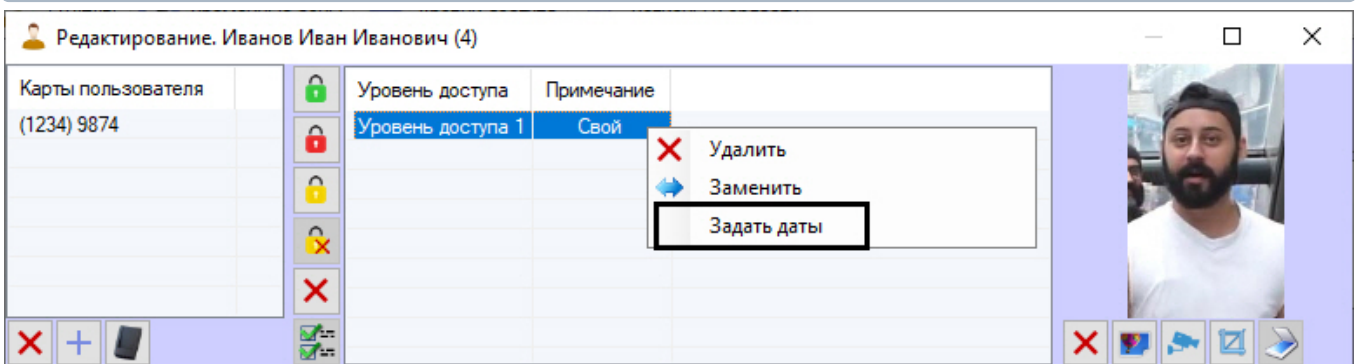 Редактирование. Иванов Иван Иванович (4)
Карты пользователя
(1234) 9874
Уровень доступа Примечание
Уровень доступа 1 Свой
Удалить
Заменить
Задать даты